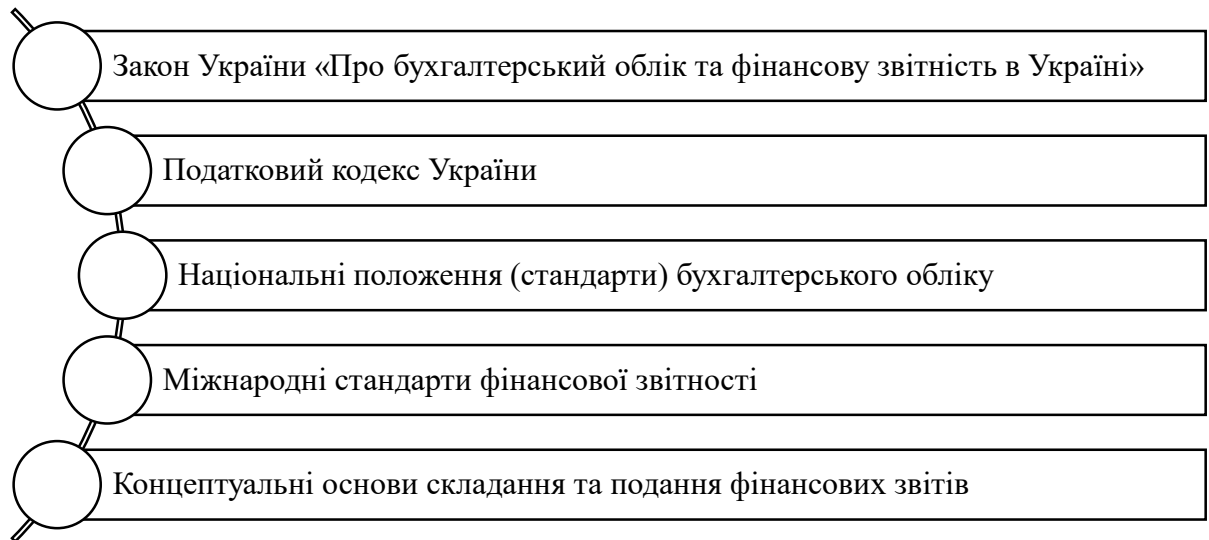 Закон України «Про бухгалтерський облік та фінансову звітність в Україні»
Податковий кодекс України
Національні положення (стандарти) бухгалтерського обліку
Міжнародні стандарти фінансової звітності
Концептуальні основи складання та подання фінансових звітів